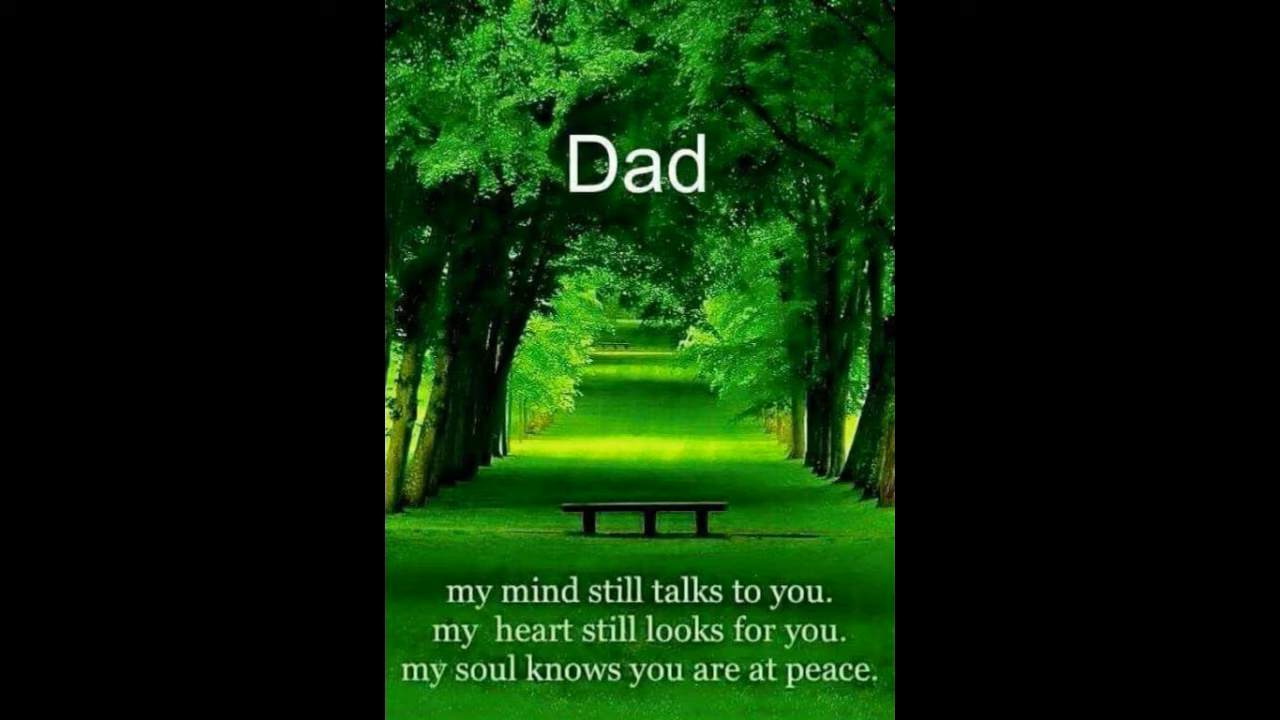 Dad
my mind still talks to you.
my heart still looks for you.
my soul knows you are at peace.